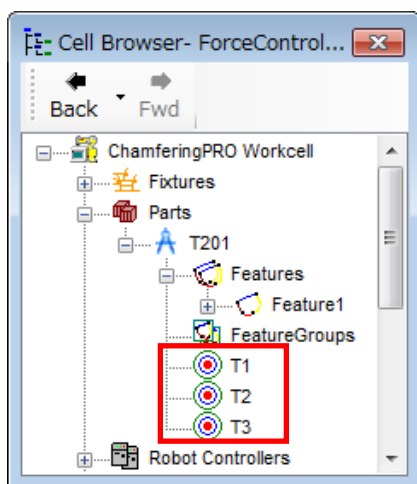 Cell Browser- ForceControl...
Back Fwd
ChamferingPRO Workcell
Fixtures
Parts
T201
Features
Feature1
FeatureGroups
T1
T2
T3
Robot Controllers